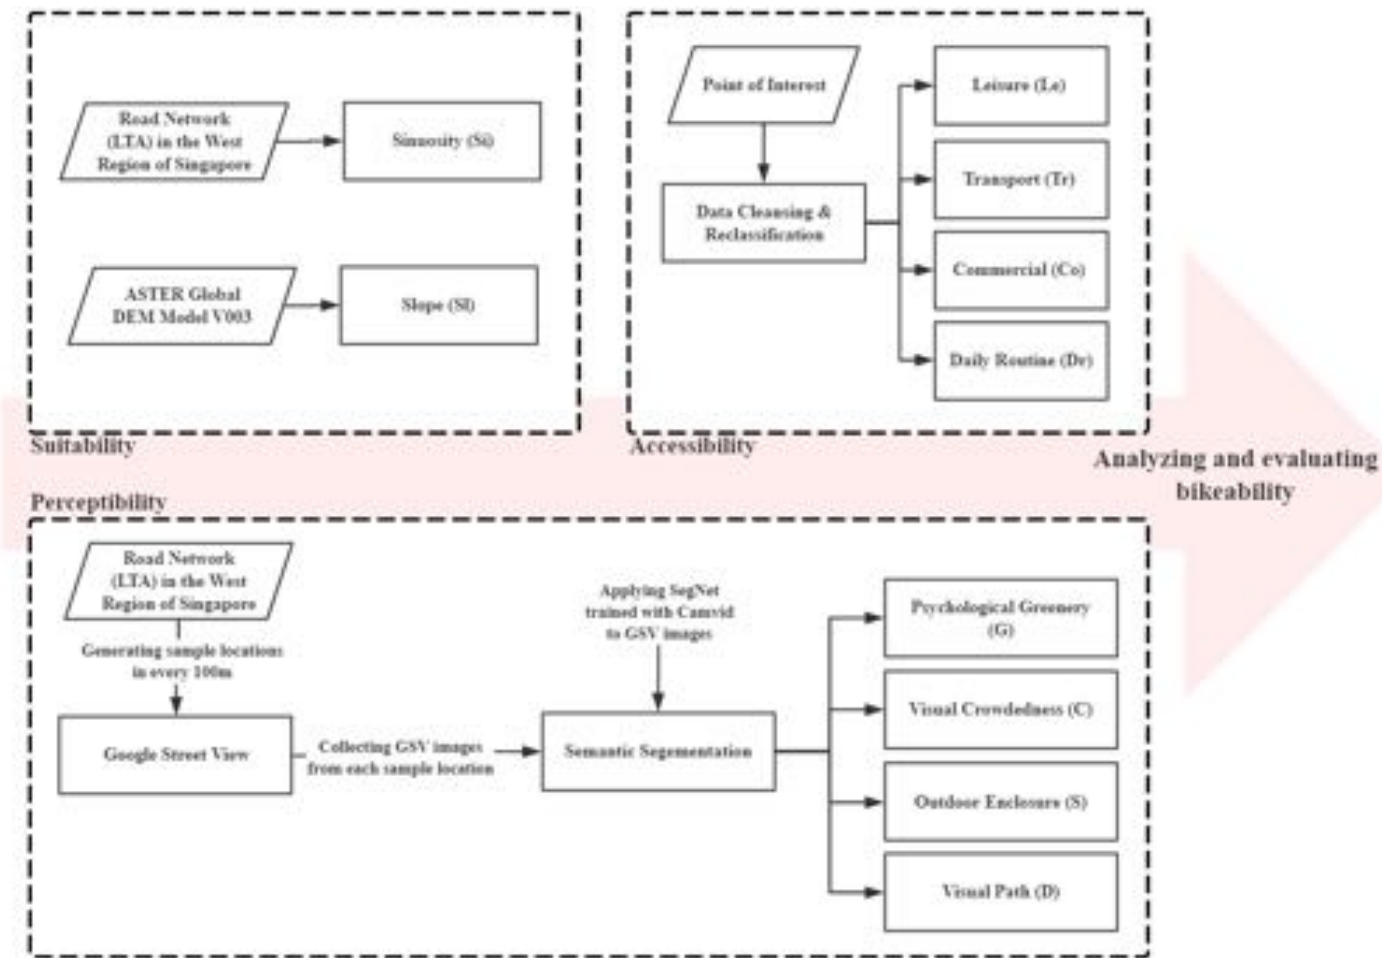 Road Network
(LTA) in the West
Region of Singapore
Sinuosity (Si)
ASTER Global
DEM Model V003
Slope (Sl)
Suitability
Point of Interest
Data Cleansing &
Reclassification
Leisure (Le)
Transport (Tr)
Commercial (Co)
Daily Routine (Dr)
Accessibility
Analyzing and evaluating
bikeability
Perceptibility
Road Network
(LTA) in the West
Region of Singapore
Generating sample locations
in every 100m
Google Street View
Collecting GSV images
from each sample location
Applying SegNet
trained with Camvid
to GSV images
Semantic Segementation
Psychological Greenery
(G)
Visual Crowdedness (C)
Outdoor Enclosure (S)
Visual Path (D)